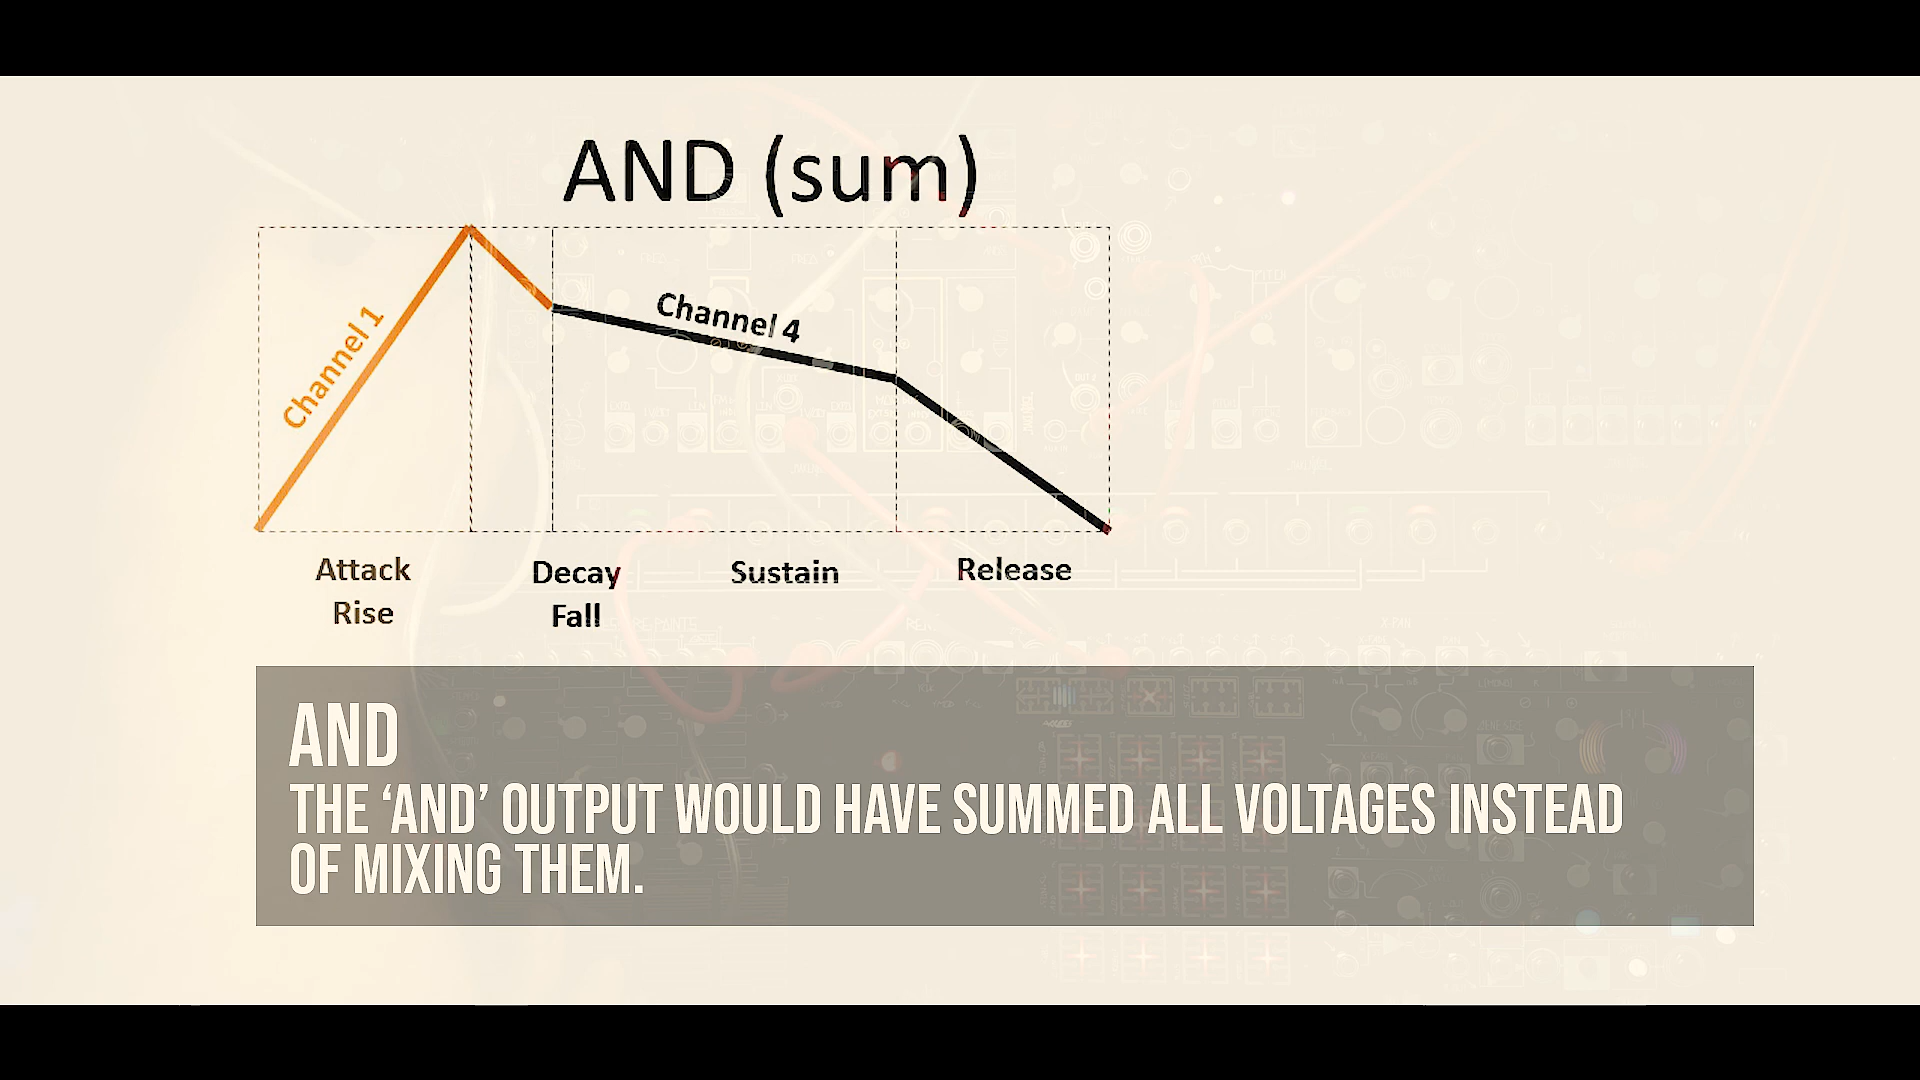 AND (sum)
Channel 1
Channel 4
Attack
Rise
Decay
Fall
Sustain
Release
AND
THE ‘AND’ OUTPUT WOULD HAVE SUMMED ALL VOLTAGES INSTEAD
OF MIXING THEM.